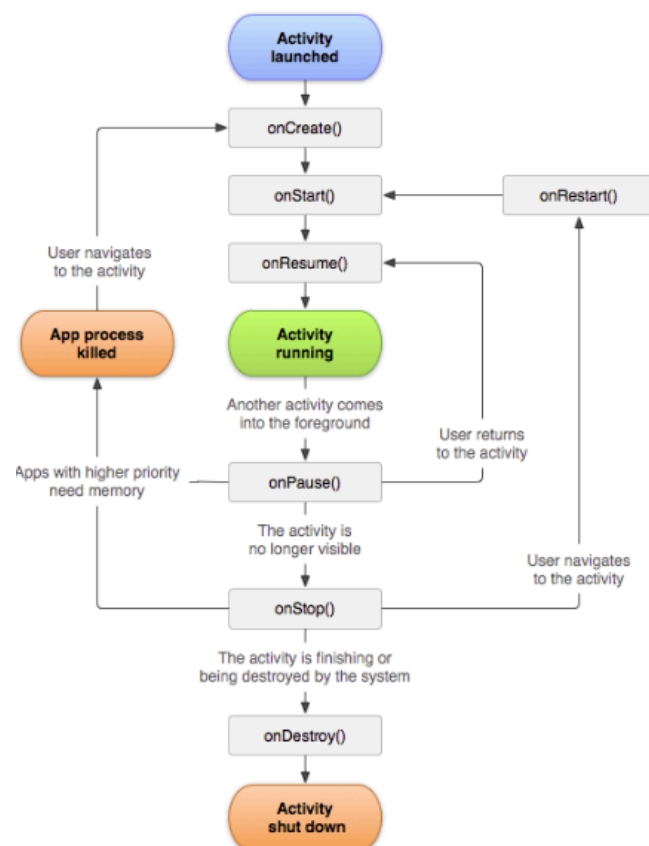 Activity
launched
onCreate()
onStart()
onRestart()
onResume()
User navigates
to the activity
App process
killed
Activity
running
Another activity comes
into the foreground
User returns
to the activity
Apps with higher priority
need memory
onPause()
The activity is
no longer visible
User navigates
to the activity
onStop()
The activity is finishing or
being destroyed by the system
onDestroy()
Activity
shut down